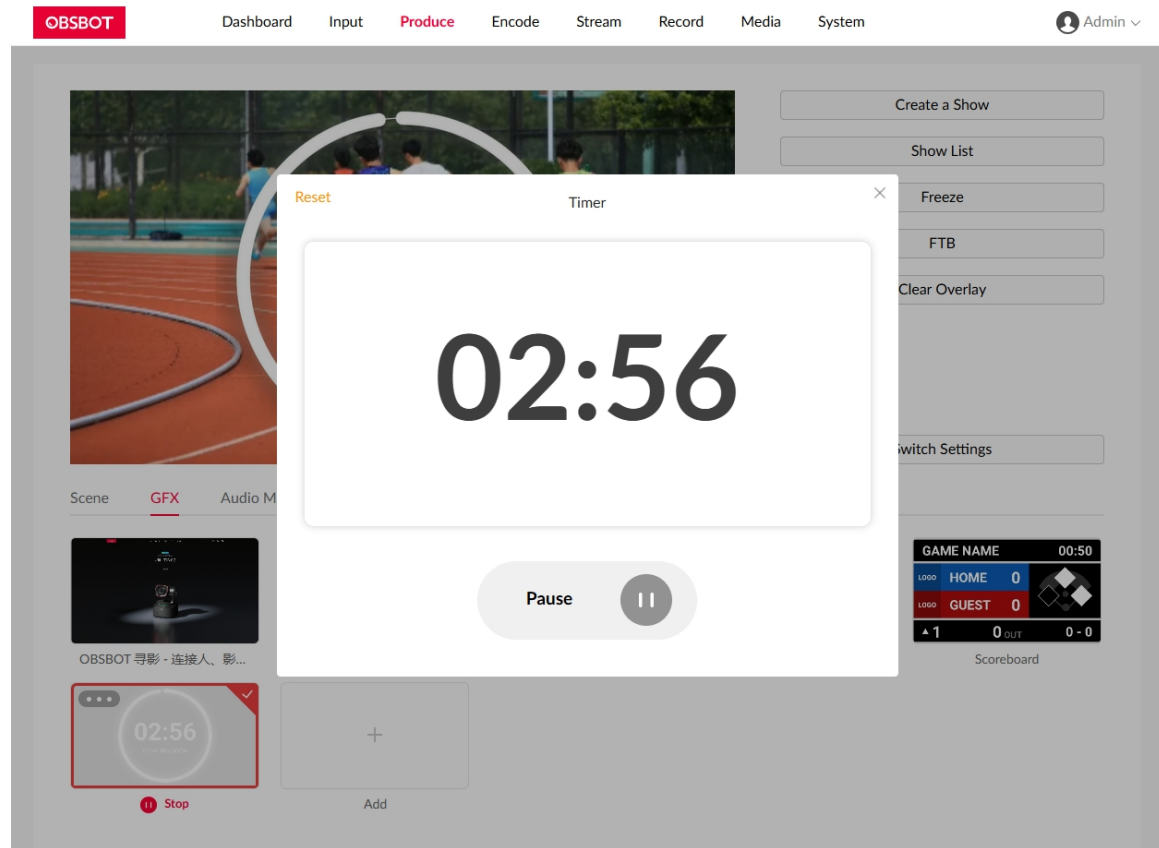 OBSBOT
Dashboard Input Produce Encode Stream Record Media System
Admin
Create a Show
Show List
Freeze
FTB
Clear Overlay
Switch Settings
Reset
Timer
02:56
Pause
Scene GFX Audio M
OBSBOT 寻影 - 连接人、影...
GAME NAME 00:50
LOGO HOME 0
LOGO GUEST 0
1 0 OUT 0 - 0
Scoreboard
02:56
Stop
Add